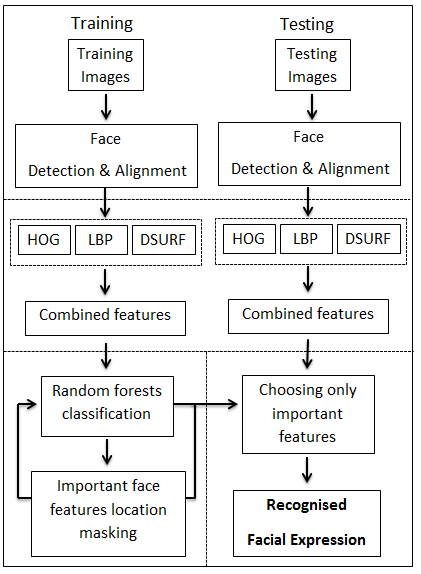 Training
Training
Images
Face
Detection & Alignment
HOG
LBP
DSURF
Combined features
Random forests
classification
Important face
features location
masking
Testing
Testing
Images
Face
Detection & Alignment
HOG
LBP
DSURF
Combined features
Choosing only
important
features
Recognised
Facial Expression